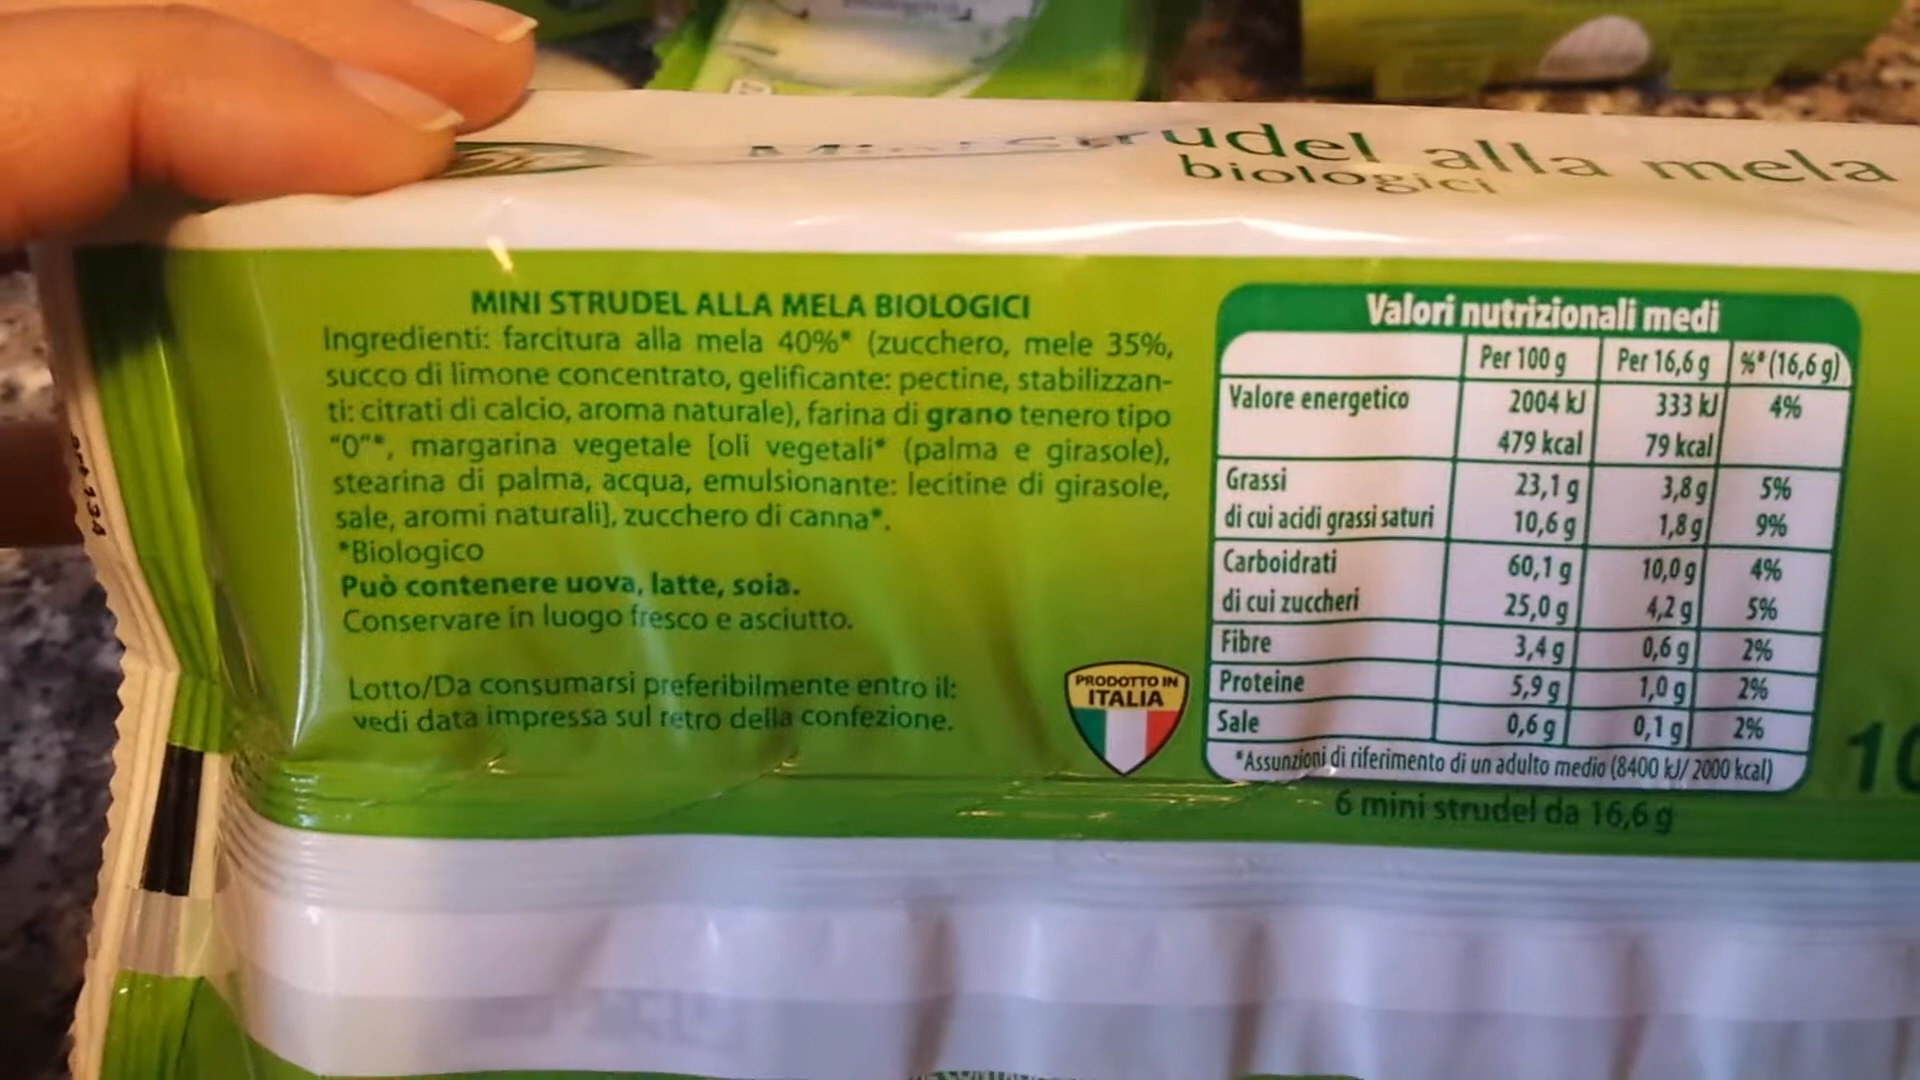 Mini Strudel alla mela
biologici
MINI STRUDEL ALLA MELA BIOLOGICI
Ingredienti: farcitura alla mela 40%* (zucchero, mele 35%,
succo di limone concentrato, gelificante: pectine, stabilizzan-
ti: citrati di calcio, aroma naturale), farina di grano tenero tipo
"0"*, margarina vegetale [oli vegetali* (palma e girasole),
stearina di palma, acqua, emulsionante: lecitine di girasole,
sale, aromi naturali], zucchero di canna*.
*Biologico
Può contenere uova, latte, soia.
Conservare in luogo fresco e asciutto.
Lotto/Da consumarsi preferibilmente entro il:
vedi data impressa sul retro della confezione.
PRODOTTO IN
ITALIA
Valori nutrizionali medi
Per 100 g Per 16,6 g %* (16,6 g)
Valore energetico 2004 kJ 333 kJ 4%
479 kcal 79 kcal
Grassi 23,1 g 3,8 g 5%
di cui acidi grassi saturi 10,6 g 1,8 g 9%
Carboidrati 60,1 g 10,0 g 4%
di cui zuccheri 25,0 g 4,2 g 5%
Fibre 3,4 g 0,6 g 2%
Proteine 5,9 g 1,0 g 2%
Sale 0,6 g 0,1 g 2%
*Assunzioni di riferimento di un adulto medio (8400 kJ/ 2000 kcal)
6 mini strudel da 16,6 g